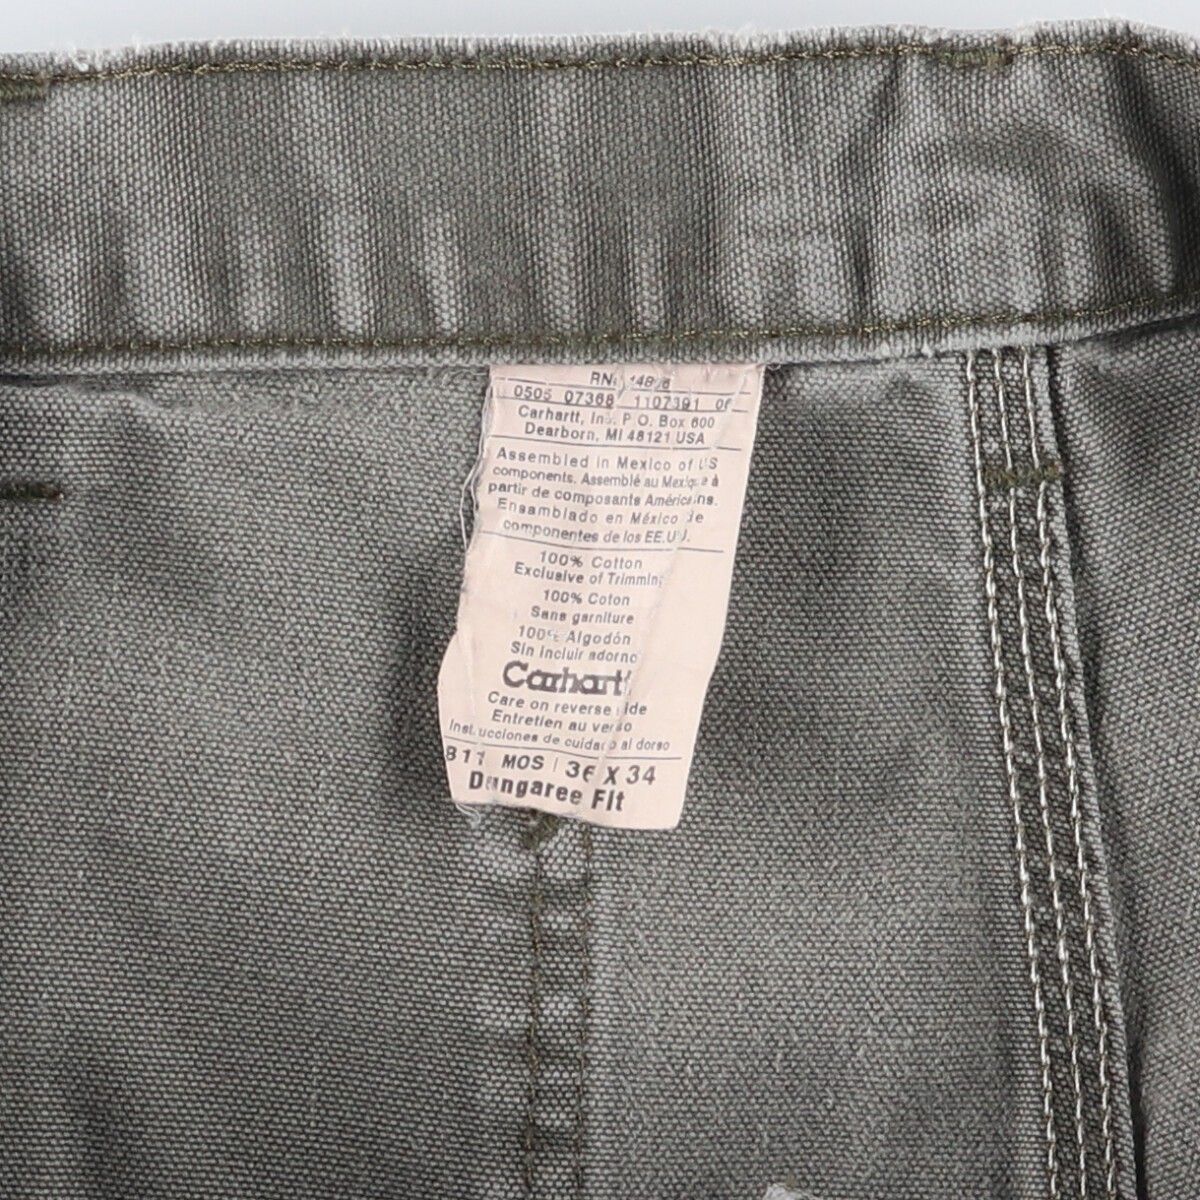 RN
0505 07368 1107391
Carhartt, Inc. P.O. Box 600
Dearborn, MI 48121 USA
Assembled in Mexico of US
components. Assemblé au Mexique à
partir de composants Américains.
Ensamblado en México de
componentes de los EE.UU.
100% Cotton
Exclusive of Trimming
100% Coton
Sans garniture
100% Algodón
Sin incluir adorno
Carhartt
Care on reverse side
Entretien au verso
Instrucciones de cuidado al dorso
B11 MOS 36 X 34
Dungaree Fit